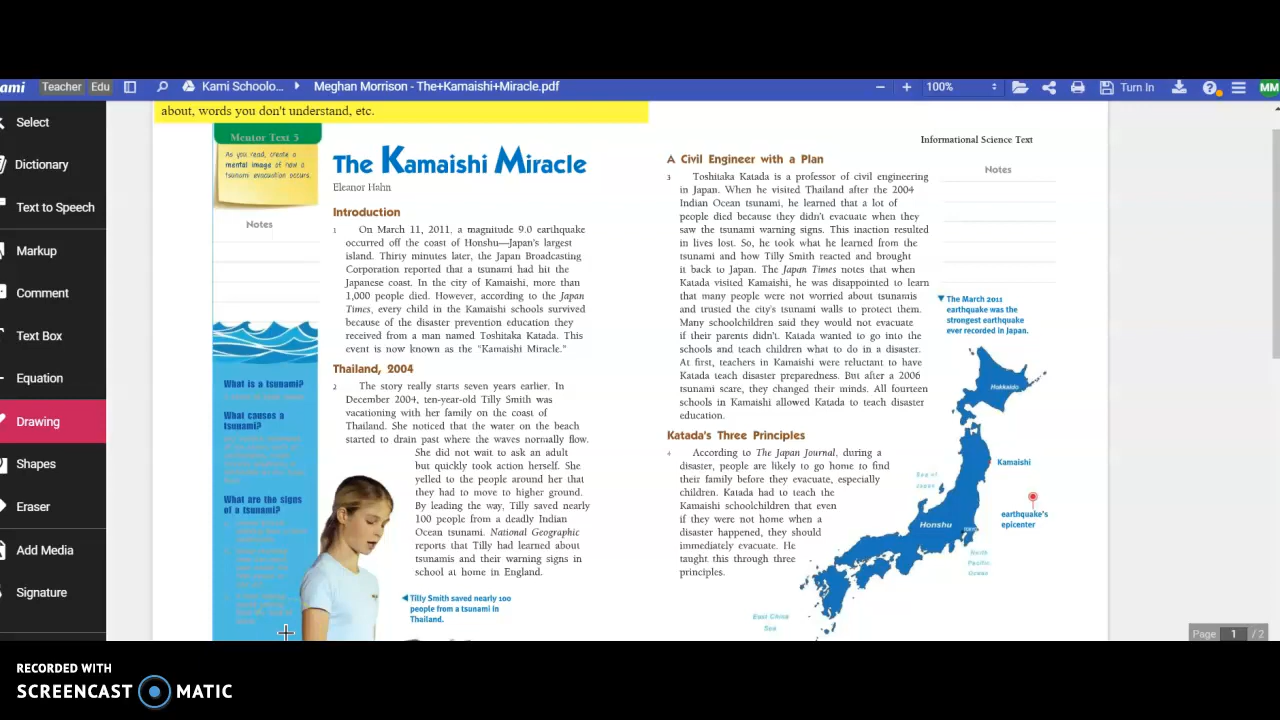 ami
Teacher
Edu
Kami Schoolo...
Meghan Morrison - The+Kamaishi+Miracle.pdf
100%
Turn In
MM
Select
Dictionary
Text to Speech
Markup
Comment
Text Box
Equation
Drawing
Shapes
Eraser
Add Media
Signature
about, words you don't understand, etc.
Mentor Text 3
As you read, create a
mental image of how a
tsunami evacuation occurs.
Notes
What is a tsunami?
What causes a
tsunami?
What are the signs
of a tsunami?
The Kamaishi Miracle
Eleanor Hahn
Introduction
1 On March 11, 2011, a magnitude 9.0 earthquake
occurred off the coast of Honshu—Japan's largest
island. Thirty minutes later, the Japan Broadcasting
Corporation reported that a tsunami had hit the
Japanese coast. In the city of Kamaishi, more than
1,000 people died. However, according to the Japan
Times, every child in the Kamaishi schools survived
because of the disaster prevention education they
received from a man named Toshitaka Katada. This
event is now known as the “Kamaishi Miracle.”
Thailand, 2004
2 The story really starts seven years earlier. In
December 2004, ten-year-old Tilly Smith was
vacationing with her family on the coast of
Thailand. She noticed that the water on the beach
started to drain past where the waves normally flow.
She did not wait to ask an adult
but quickly took action herself. She
yelled to the people around her that
they had to move to higher ground.
By leading the way, Tilly saved nearly
100 people from a deadly Indian
Ocean tsunami. National Geographic
reports that Tilly had learned about
tsunamis and their warning signs in
school at home in England.
Tilly Smith saved nearly 100
people from a tsunami in
Thailand.
Informational Science Text
A Civil Engineer with a Plan
3 Toshitaka Katada is a professor of civil engineering
in Japan. When he visited Thailand after the 2004
Indian Ocean tsunami, he learned that a lot of
people died because they didn't evacuate when they
saw the tsunami warning signs. This inaction resulted
in lives lost. So, he took what he learned from the
tsunami and how Tilly Smith reacted and brought
it back to Japan. The Japan Times notes that when
Katada visited Kamaishi, he was disappointed to learn
that many people were not worried about tsunamis
and trusted the city's tsunami walls to protect them.
Many schoolchildren said they would not evacuate
if their parents didn't. Katada wanted to go into the
schools and teach children what to do in a disaster.
At first, teachers in Kamaishi were reluctant to have
Katada teach disaster preparedness. But after a 2006
tsunami scare, they changed their minds. All fourteen
schools in Kamaishi allowed Katada to teach disaster
education.
Katada's Three Principles
4 According to The Japan Journal, during a
disaster, people are likely to go home to find
their family before they evacuate, especially
children. Katada had to teach the
Kamaishi schoolchildren that even
if they were not home when a
disaster happened, they should
immediately evacuate. He
taught this through three
principles.
Notes
The March 2011
earthquake was the
strongest earthquake
ever recorded in Japan.
Hokkaido
Kamaishi
Sea of
Japan
earthquake's
epicenter
Honshu
South
Pacific
Ocean
East China
Sea
Page 1 / 2
RECORDED WITH
SCREENCAST MATIC